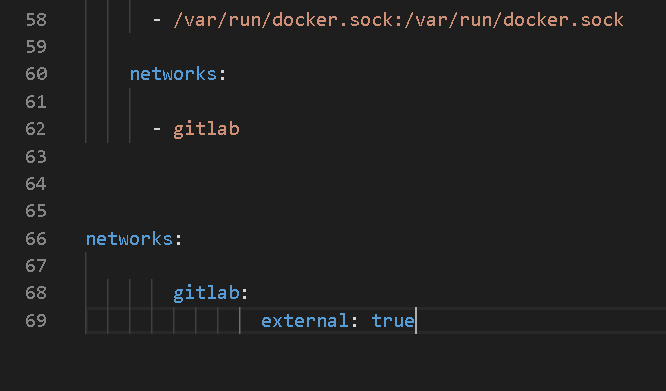 58 - /var/run/docker.sock:/var/run/docker.sock
59
60 networks:
61
62 - gitlab
63
64
65
66 networks:
67
68 gitlab:
69 external: true